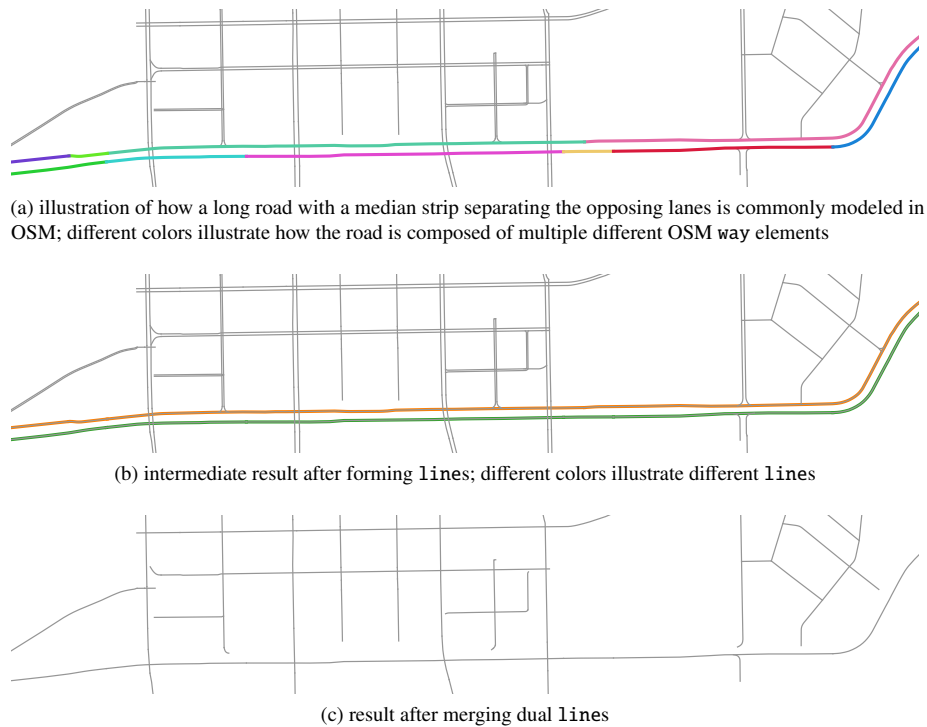 (a) illustration of how a long road with a median strip separating the opposing lanes is commonly modeled in
OSM; different colors illustrate how the road is composed of multiple different OSM way elements
(b) intermediate result after forming lines; different colors illustrate different lines
(c) result after merging dual lines